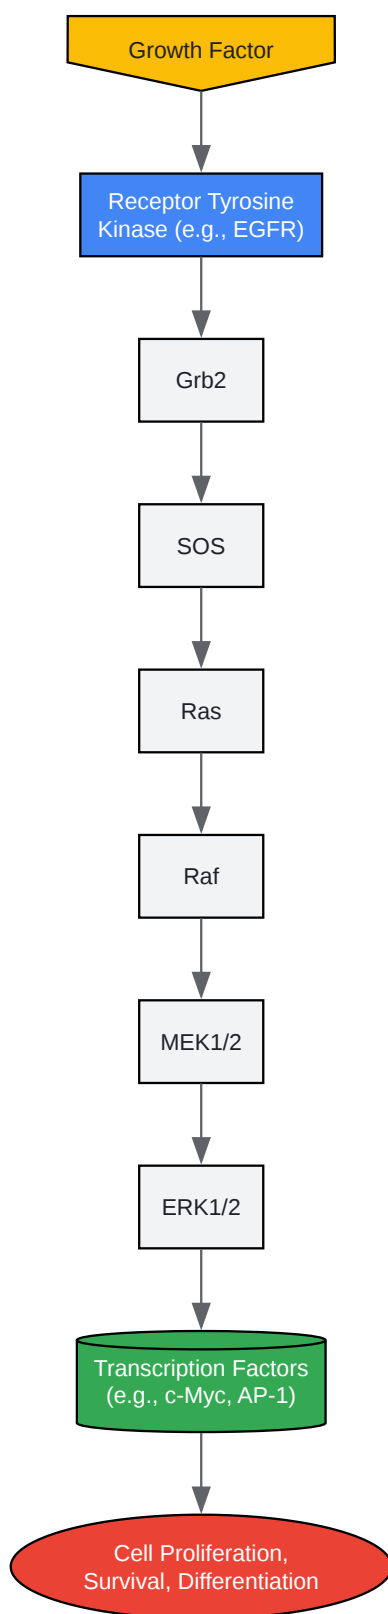 Growth Factor
Receptor Tyrosine
Kinase (e.g., EGFR)
Grb2
SOS
Ras
Raf
MEK1/2
ERK1/2
Transcription Factors
(e.g., c-Myc, AP-1)
Cell Proliferation,
Survival, Differentiation